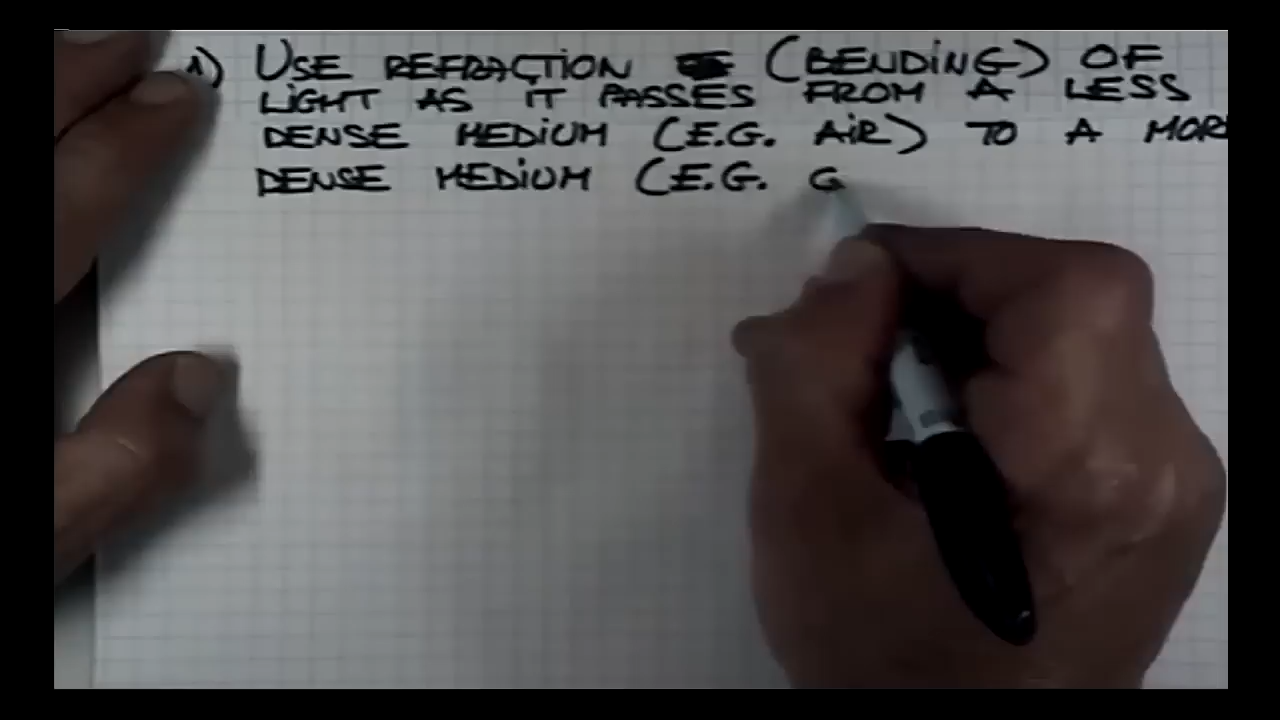 1) USE REFRACTION (BENDING) OF
LIGHT AS IT PASSES FROM A LESS
DENSE MEDIUM (E.G. AIR) TO A MOR
DENSE MEDIUM (E.G. G